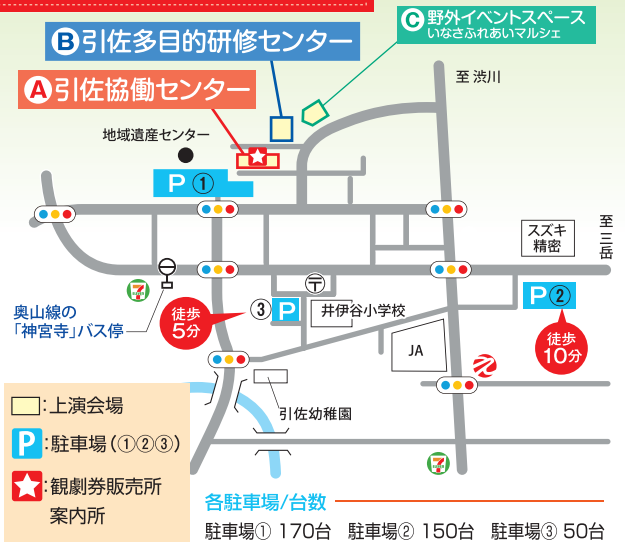 C 野外イベントスペース
いなさふれあいマルシェ
B 引佐多目的研修センター
A 引佐協働センター
至 渋川
地域遺産センター
P ①
至三岳
スズキ
精密
奥山線の
「神宮寺」バス停
徒歩
5分
③ P
〒
井伊谷小学校
P ②
徒歩
10分
JA
引佐幼稚園
:上演会場
P :駐車場(①②③)
:観劇券販売所
案内所
各駐車場/台数
駐車場① 170台 駐車場② 150台 駐車場③ 50台